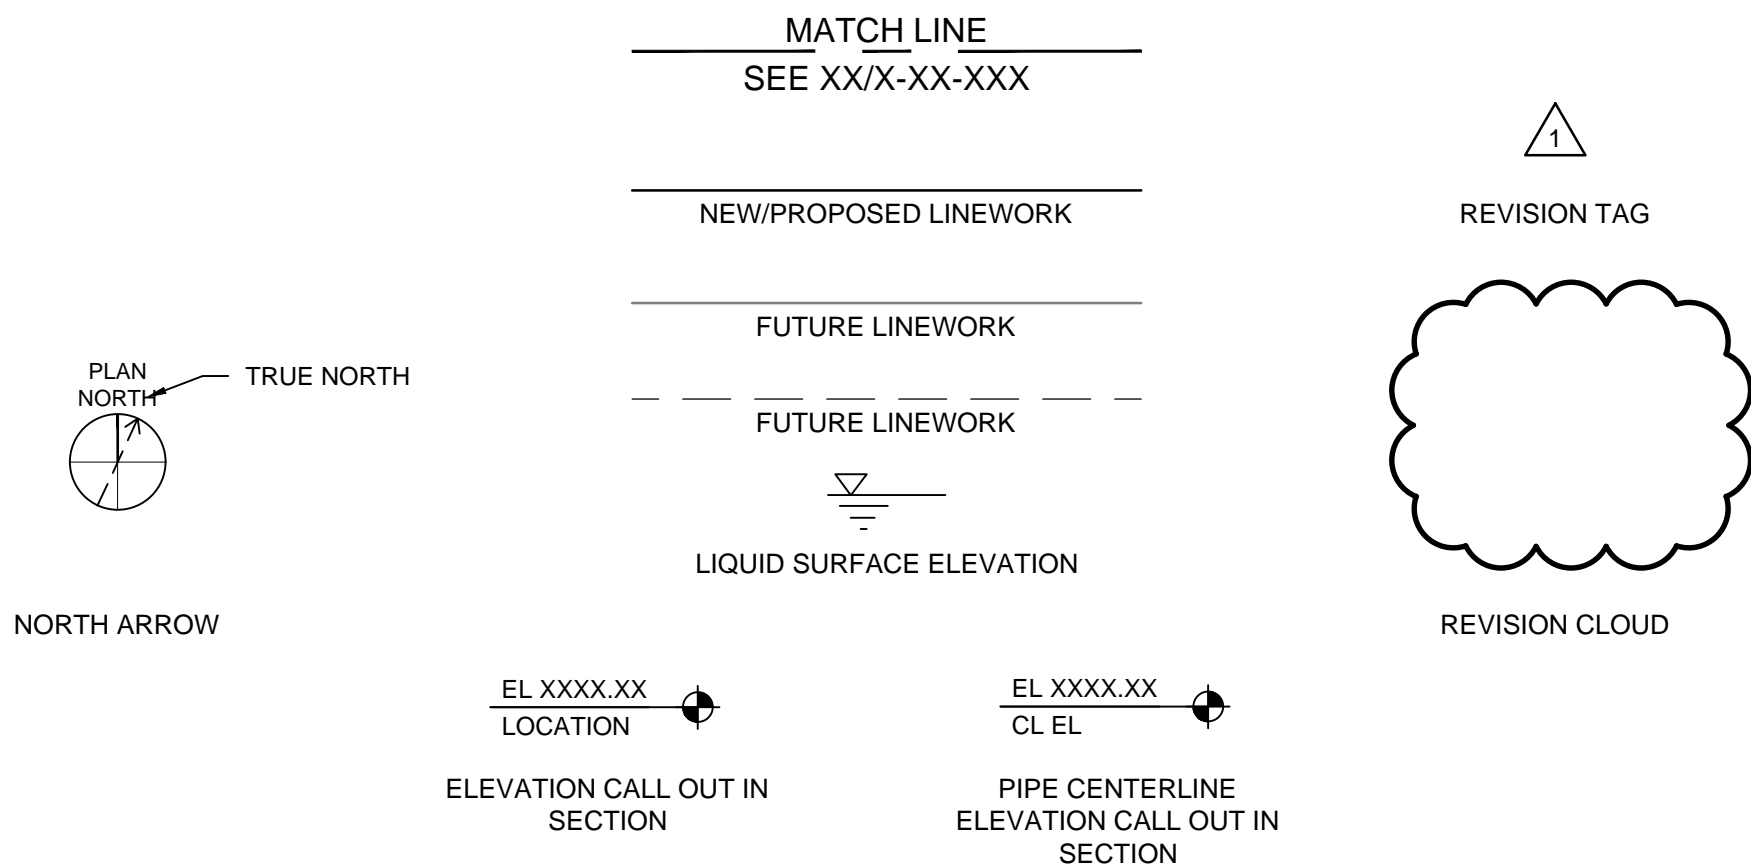 MATCH LINE
SEE XX/X-XX-XXX
1
NEW/PROPOSED LINEWORK
REVISION TAG
FUTURE LINEWORK
PLAN
NORTH
TRUE NORTH
FUTURE LINEWORK
LIQUID SURFACE ELEVATION
NORTH ARROW
REVISION CLOUD
EL XXXX.XX
LOCATION
ELEVATION CALL OUT IN
SECTION
EL XXXX.XX
CL EL
PIPE CENTERLINE
ELEVATION CALL OUT IN
SECTION